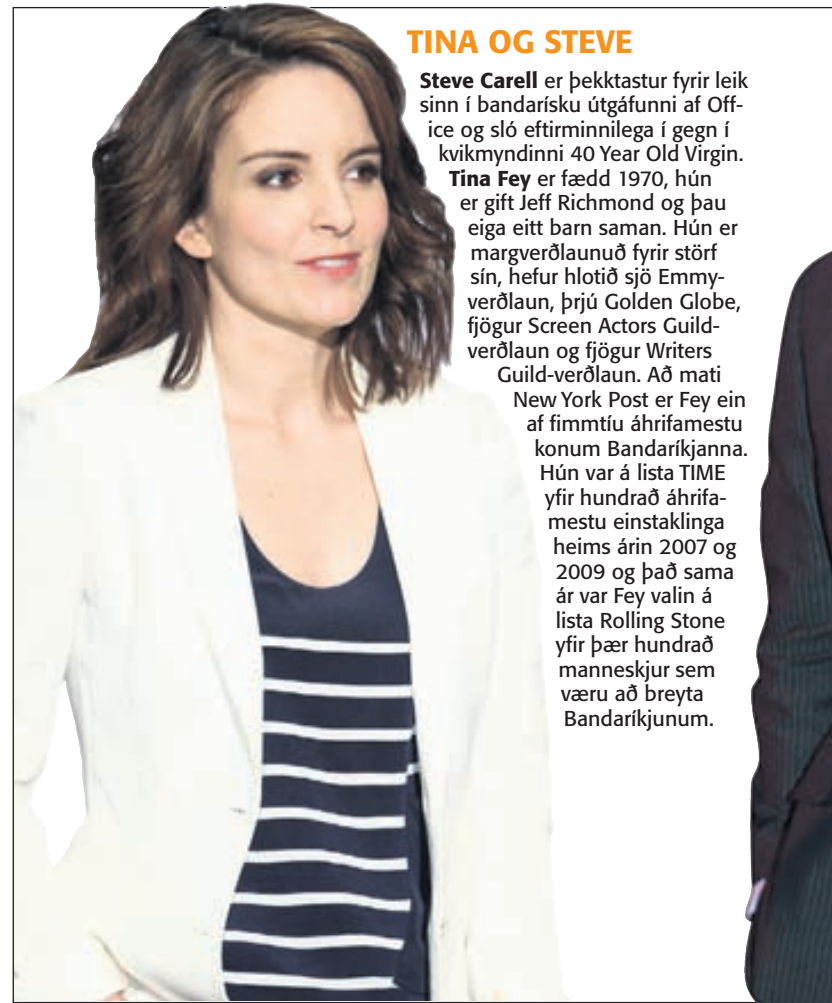 TINA OG STEVE
Steve Carell er þekktastur fyrir leik
sinn í bandarísku útgáfunni af Off-
ice og sló eftirminnilega í gegn í
kvikmyndinni 40 Year Old Virgin.
Tina Fey er fædd 1970, hún
er gift Jeff Richmond og þau
eiga eitt barn saman. Hún er
margverðlaunuð fyrir störf
sín, hefur hlotið sjö Emmy-
verðlaun, þrjú Golden Globe,
fjögur Screen Actors Guild-
verðlaun og fjögur Writers
Guild-verðlaun. Að mati
New York Post er Fey ein
af fimmtíu áhrifamestu
konum Bandaríkjanna.
Hún var á lista TIME
yfir hundrað áhrifa-
mestu einstaklinga
heims árin 2007 og
2009 og það sama
ár var Fey valin á
lista Rolling Stone
yfir þær hundrað
manneskjur sem
væru að breyta
Bandaríkjunum.